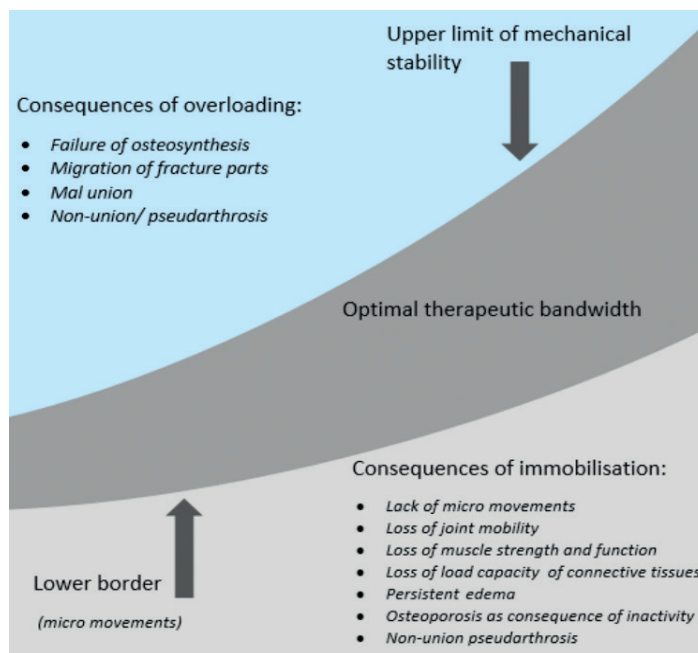 Upper limit of mechanical
stability
Consequences of overloading:
• Failure of osteosynthesis
• Migration of fracture parts
• Mal union
• Non-union/ pseudarthrosis
Optimal therapeutic bandwidth
Consequences of immobilisation:
• Lack of micro movements
• Loss of joint mobility
• Loss of muscle strength and function
• Loss of load capacity of connective tissues
• Persistent edema
• Osteoporosis as consequence of inactivity
• Non-union pseudarthrosis
Lower border
(micro movements)